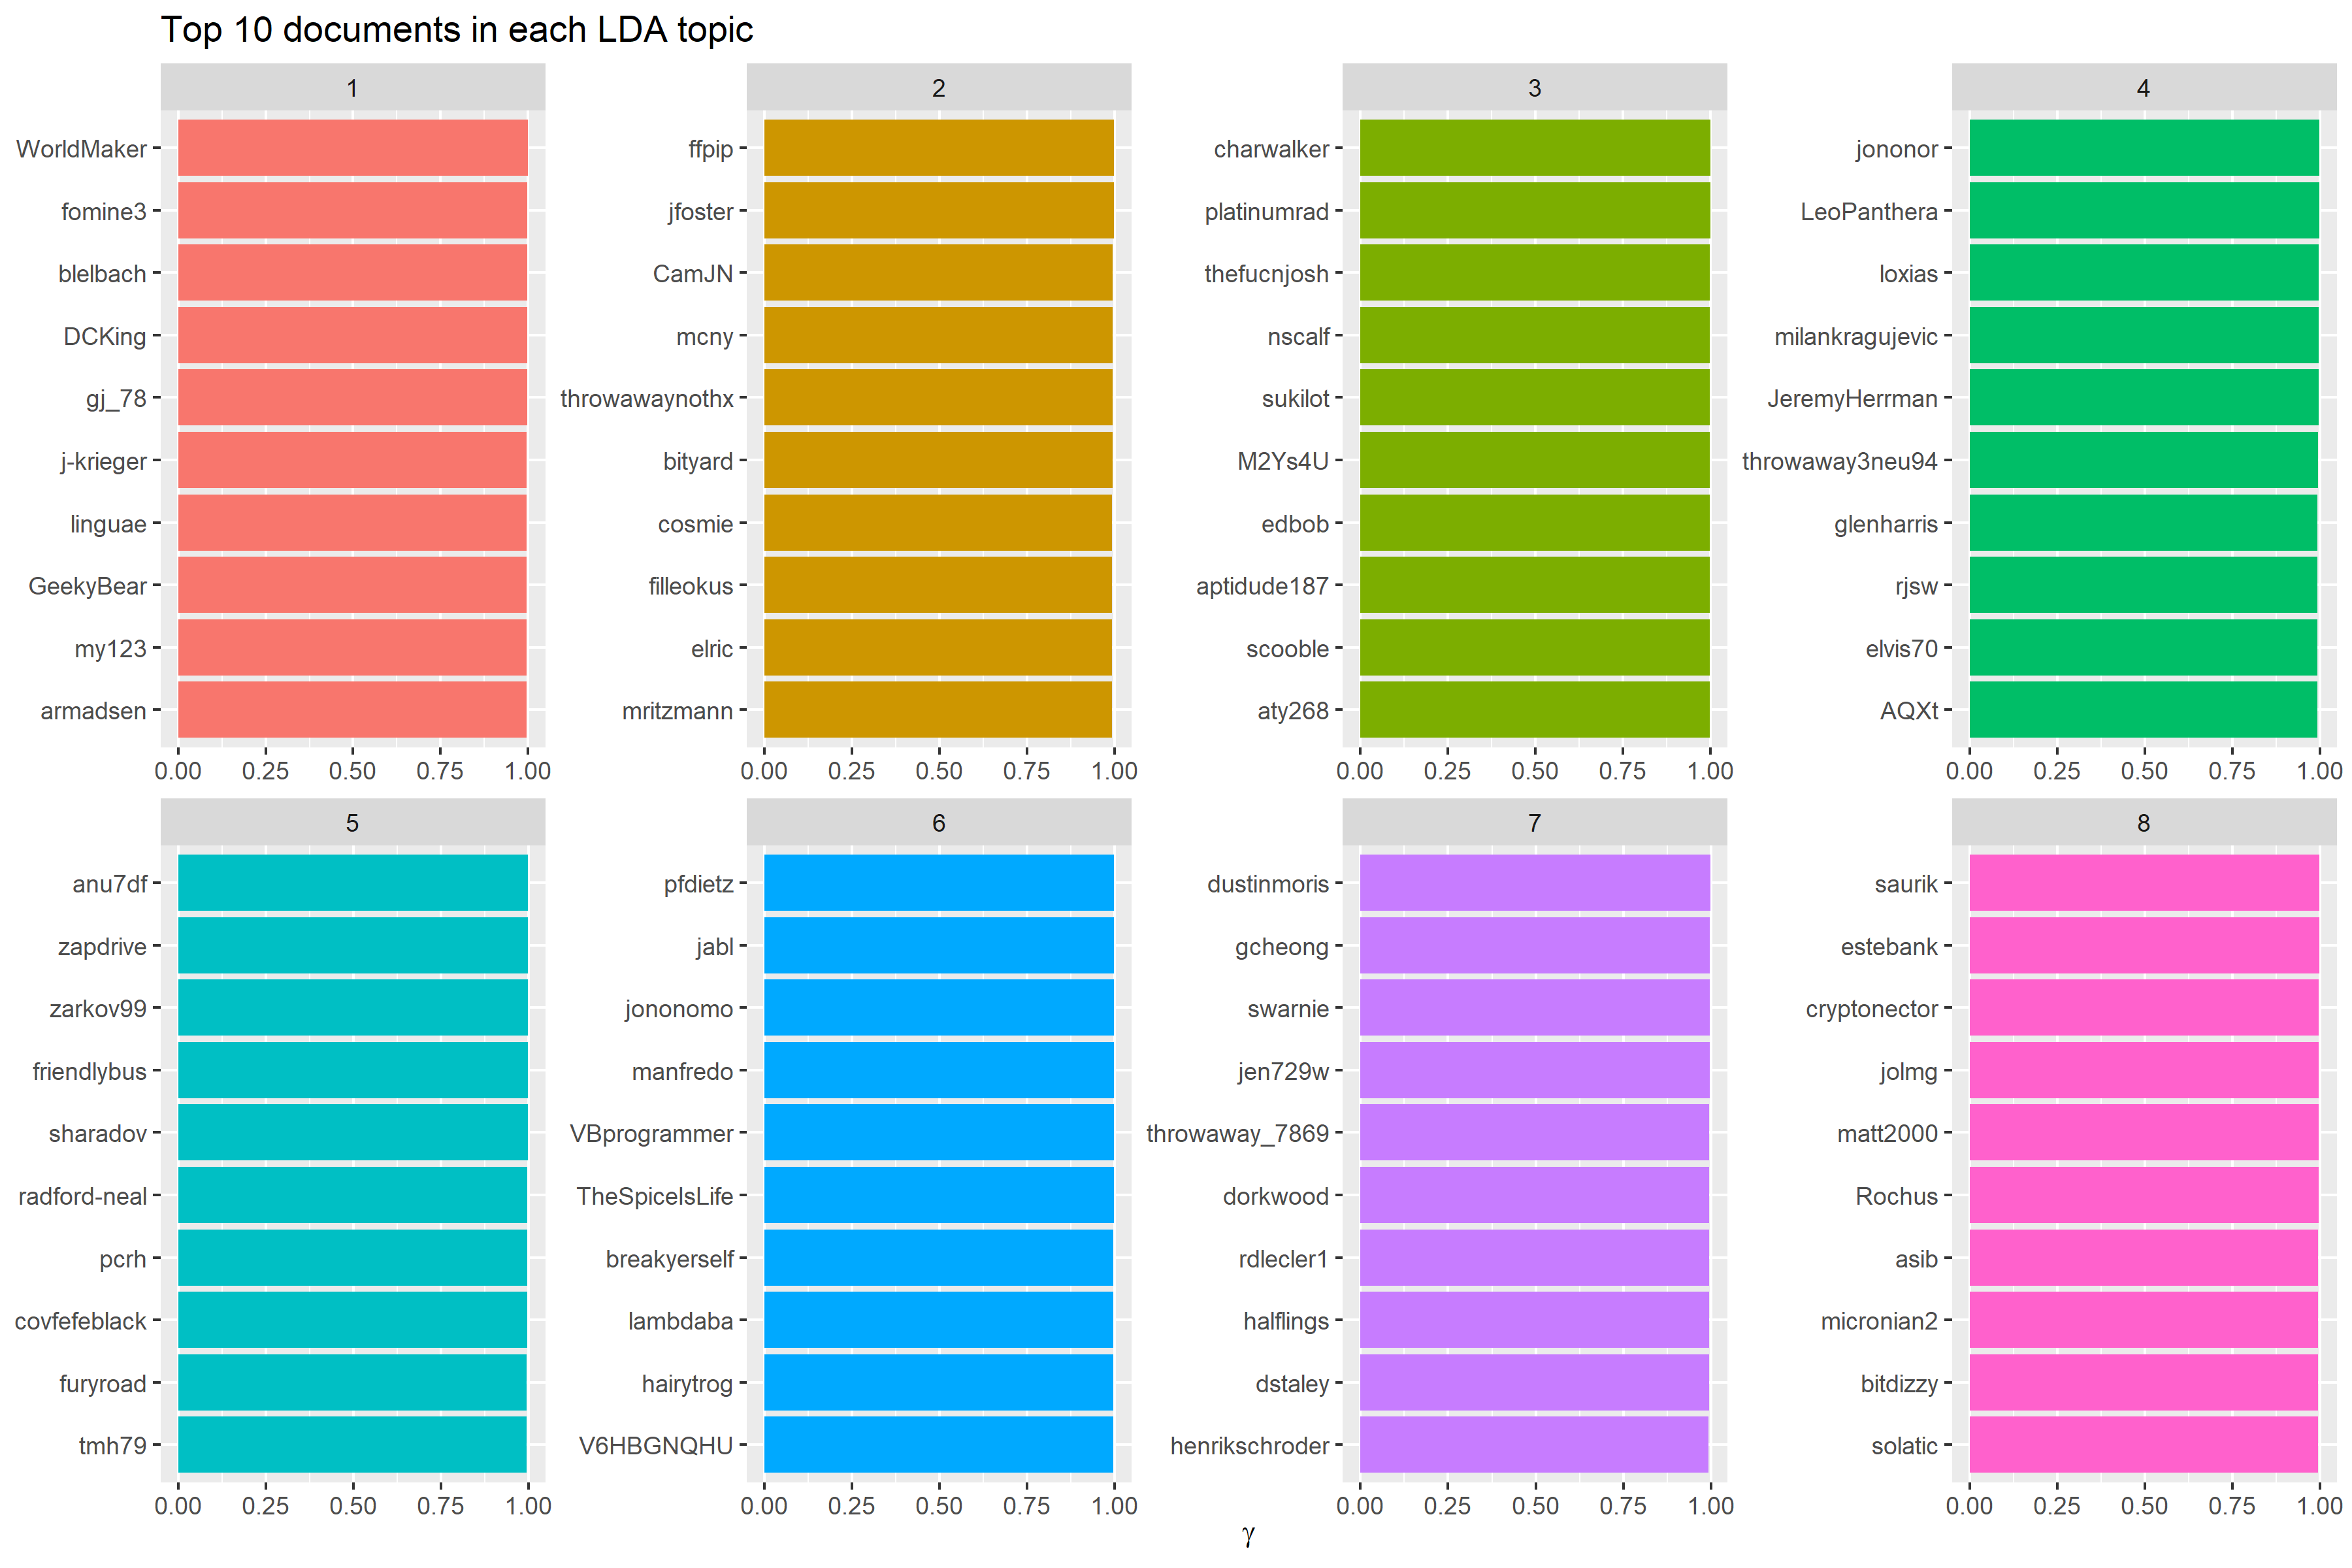 Top 10 documents in each LDA topic
1
WorldMaker
fomine3
blelbach
DCKing
gj_78
j-krieger
linguae
GeekyBear
my123
armadsen
0.00 0.25 0.50 0.75 1.00
2
ffpip
jfoster
CamJN
mcny
throwawaynothx
bityard
cosmie
filleokus
elric
mritzmann
0.00 0.25 0.50 0.75 1.00
3
charwalker
platinumrad
thefucnjosh
nscalf
sukilot
M2Ys4U
edbob
aptidude187
scooble
aty268
0.00 0.25 0.50 0.75 1.00
4
jononor
LeoPanthera
loxias
milankragujevic
JeremyHerrman
throwaway3neu94
glenharris
rjsw
elvis70
AQXt
0.00 0.25 0.50 0.75 1.00
5
anu7df
zapdrive
zarkov99
friendlybus
sharadov
radford-neal
pcrh
covfefeblack
furyroad
tmh79
0.00 0.25 0.50 0.75 1.00
6
pfdietz
jabl
jononomo
manfredo
VBprogrammer
TheSpiceIsLife
breakyerself
lambdaba
hairytrog
V6HBGNQHU
0.00 0.25 0.50 0.75 1.00
7
dustinmoris
gcheong
swarnie
jen729w
throwaway_7869
dorkwood
rdlecler1
halflings
dstaley
henrikschroder
0.00 0.25 0.50 0.75 1.00
8
saurik
estebank
cryptonector
jolmg
matt2000
Rochus
asib
micronian2
bitdizzy
solatic
0.00 0.25 0.50 0.75 1.00
γ